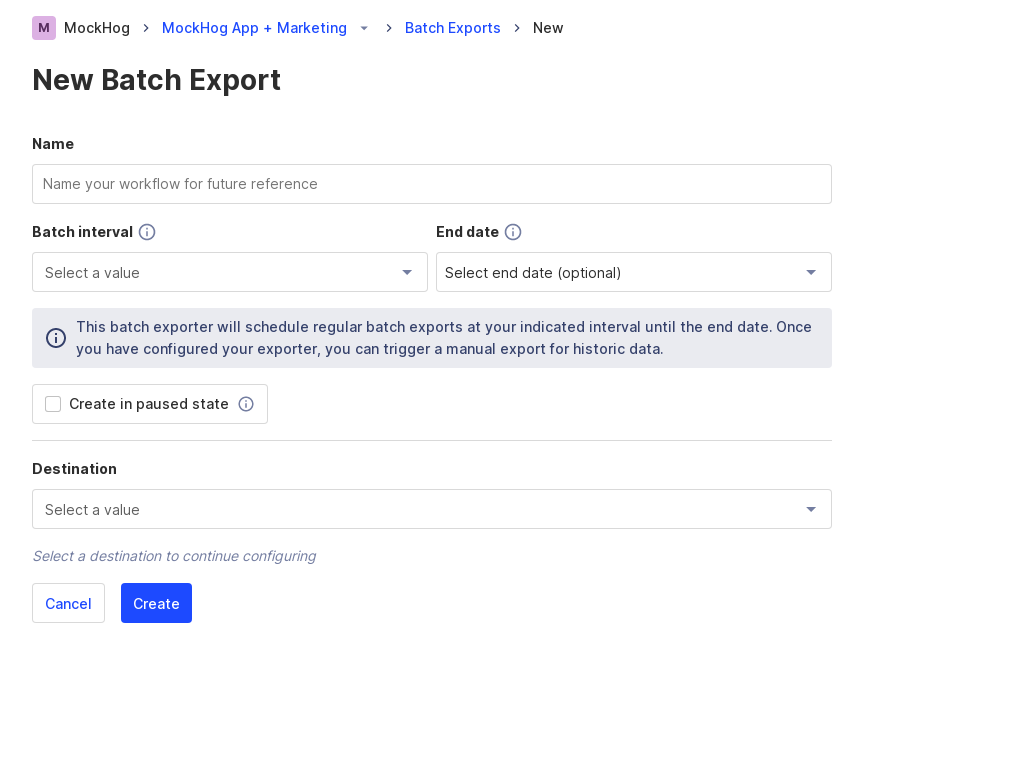 M MockHog > MockHog App + Marketing > Batch Exports > New
New Batch Export
Name
Name your workflow for future reference
Batch interval End date
Select a value Select end date (optional)
This batch exporter will schedule regular batch exports at your indicated interval until the end date. Once
you have configured your exporter, you can trigger a manual export for historic data.
Create in paused state
Destination
Select a value
Select a destination to continue configuring
Cancel Create